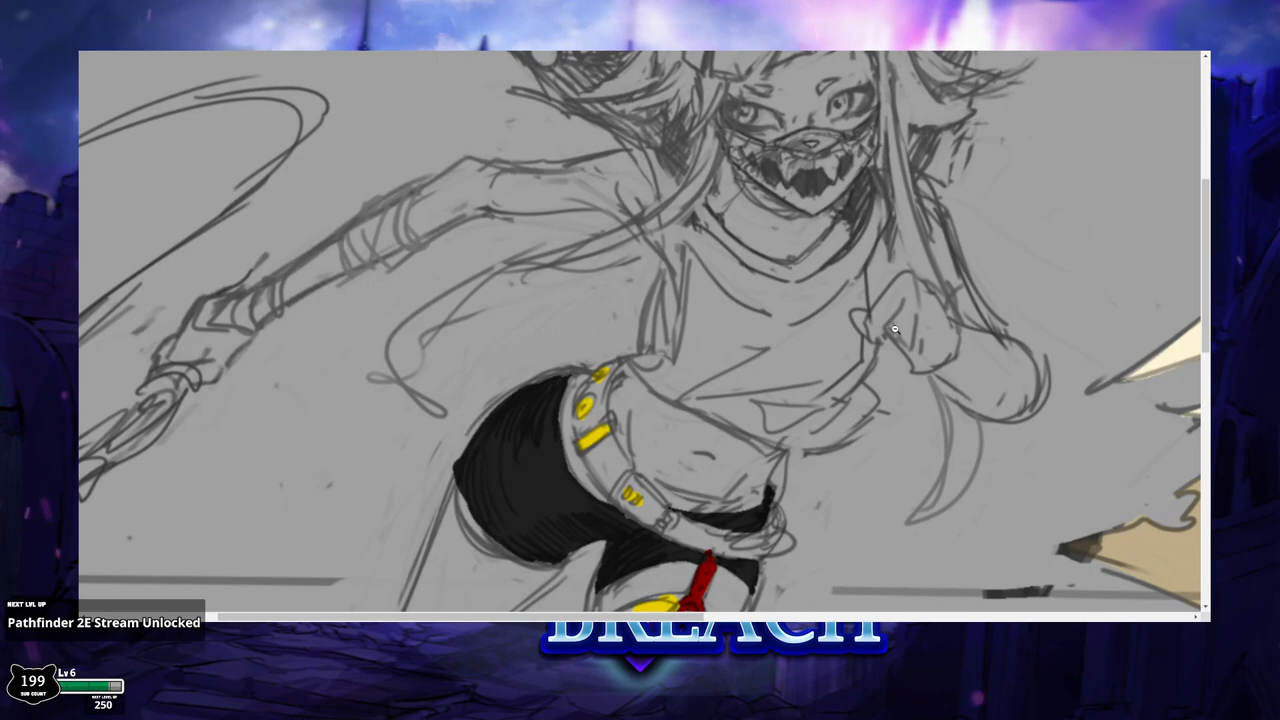 NEXT LVL UP
Pathfinder 2E Stream Unlocked
BREACH
199
SUB COUNT
Lv 6
NEXT LEVEL UP
250